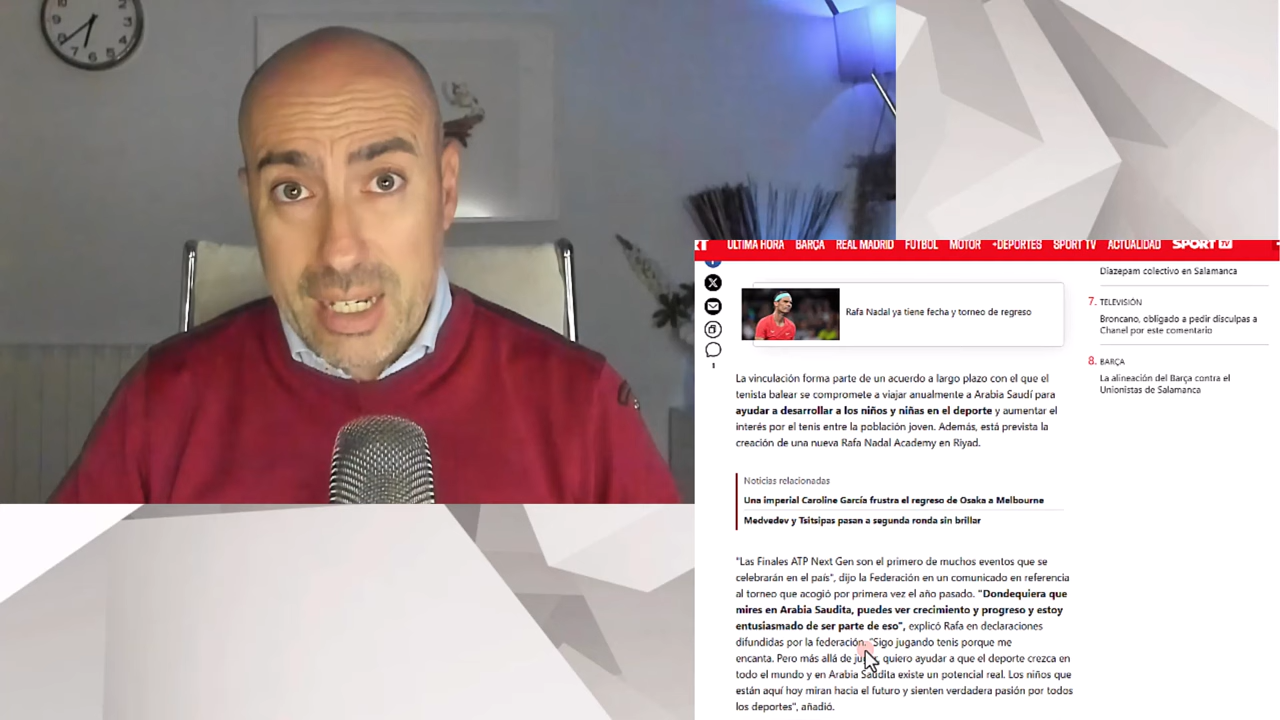 10
2
3
4
5
6
7
8
ÚLTIMA HORA BARÇA REAL MADRID FÚTBOL MOTOR +DEPORTES SPORT TV ACTUALIDAD SPORT TV
Rafa Nadal ya tiene fecha y torneo de regreso
La vinculación forma parte de un acuerdo a largo plazo con el que el
tenista balear se compromete a viajar anualmente a Arabia Saudí para
ayudar a desarrollar a los niños y niñas en el deporte y aumentar el
interés por el tenis entre la población joven. Además, está prevista la
creación de una nueva Rafa Nadal Academy en Riyad.
Noticias relacionadas
Una imperial Caroline García frustra el regreso de Osaka a Melbourne
Medvedev y Tsitsipas pasan a segunda ronda sin brillar
"Las Finales ATP Next Gen son el primero de muchos eventos que se
celebrarán en el país", dijo la Federación en un comunicado en referencia
al torneo que acogió por primera vez el año pasado. "Dondequiera que
mires en Arabia Saudita, puedes ver crecimiento y progreso y estoy
entusiasmado de ser parte de eso", explicó Rafa en declaraciones
difundidas por la federación. "Sigo jugando tenis porque me
encanta. Pero más allá de quiero ayudar a que el deporte crezca en
todo el mundo y en Arabia Saudita existe un potencial real. Los niños que
están aquí hoy miran hacia el futuro y sienten verdadera pasión por todos
los deportes", añadió.
Diazepam colectivo en Salamanca
7. TELEVISIÓN
Broncano, obligado a pedir disculpas a
Chanel por este comentario
8. BARÇA
La alineación del Barça contra el
Unionistas de Salamanca